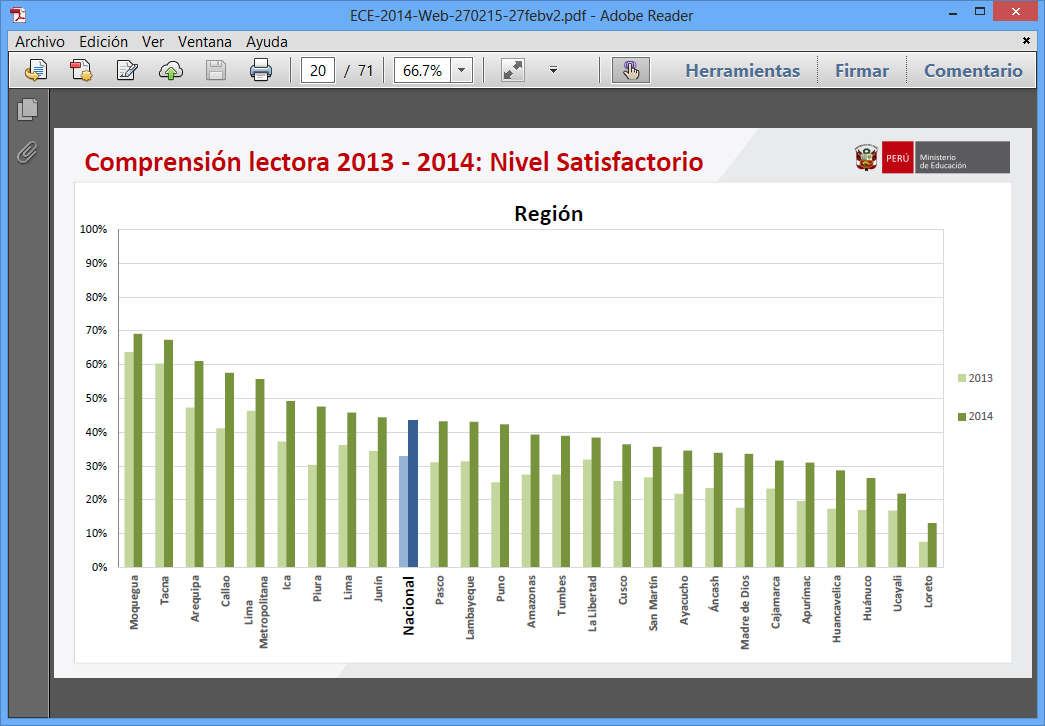 ECE-2014-Web-270215-27febv2.pdf - Adobe Reader
Archivo Edición Ver Ventana Ayuda
20 / 71 66.7% Herramientas Firmar Comentario
Comprensión lectora 2013 - 2014: Nivel Satisfactorio
PERÚ
Ministerio
de Educación
Región
100%
90%
80%
70%
60%
50%
40%
30%
20%
10%
0%
2013
2014
Moquegua
Tacna
Arequipa
Callao
Lima
Metropolitana
Ica
Piura
Lima
Junín
Nacional
Pasco
Lambayeque
Puno
Amazonas
Tumbes
La Libertad
Cusco
San Martín
Ayacucho
Áncash
Madre de Dios
Cajamarca
Apurímac
Huancavelica
Huánuco
Ucayali
Loreto